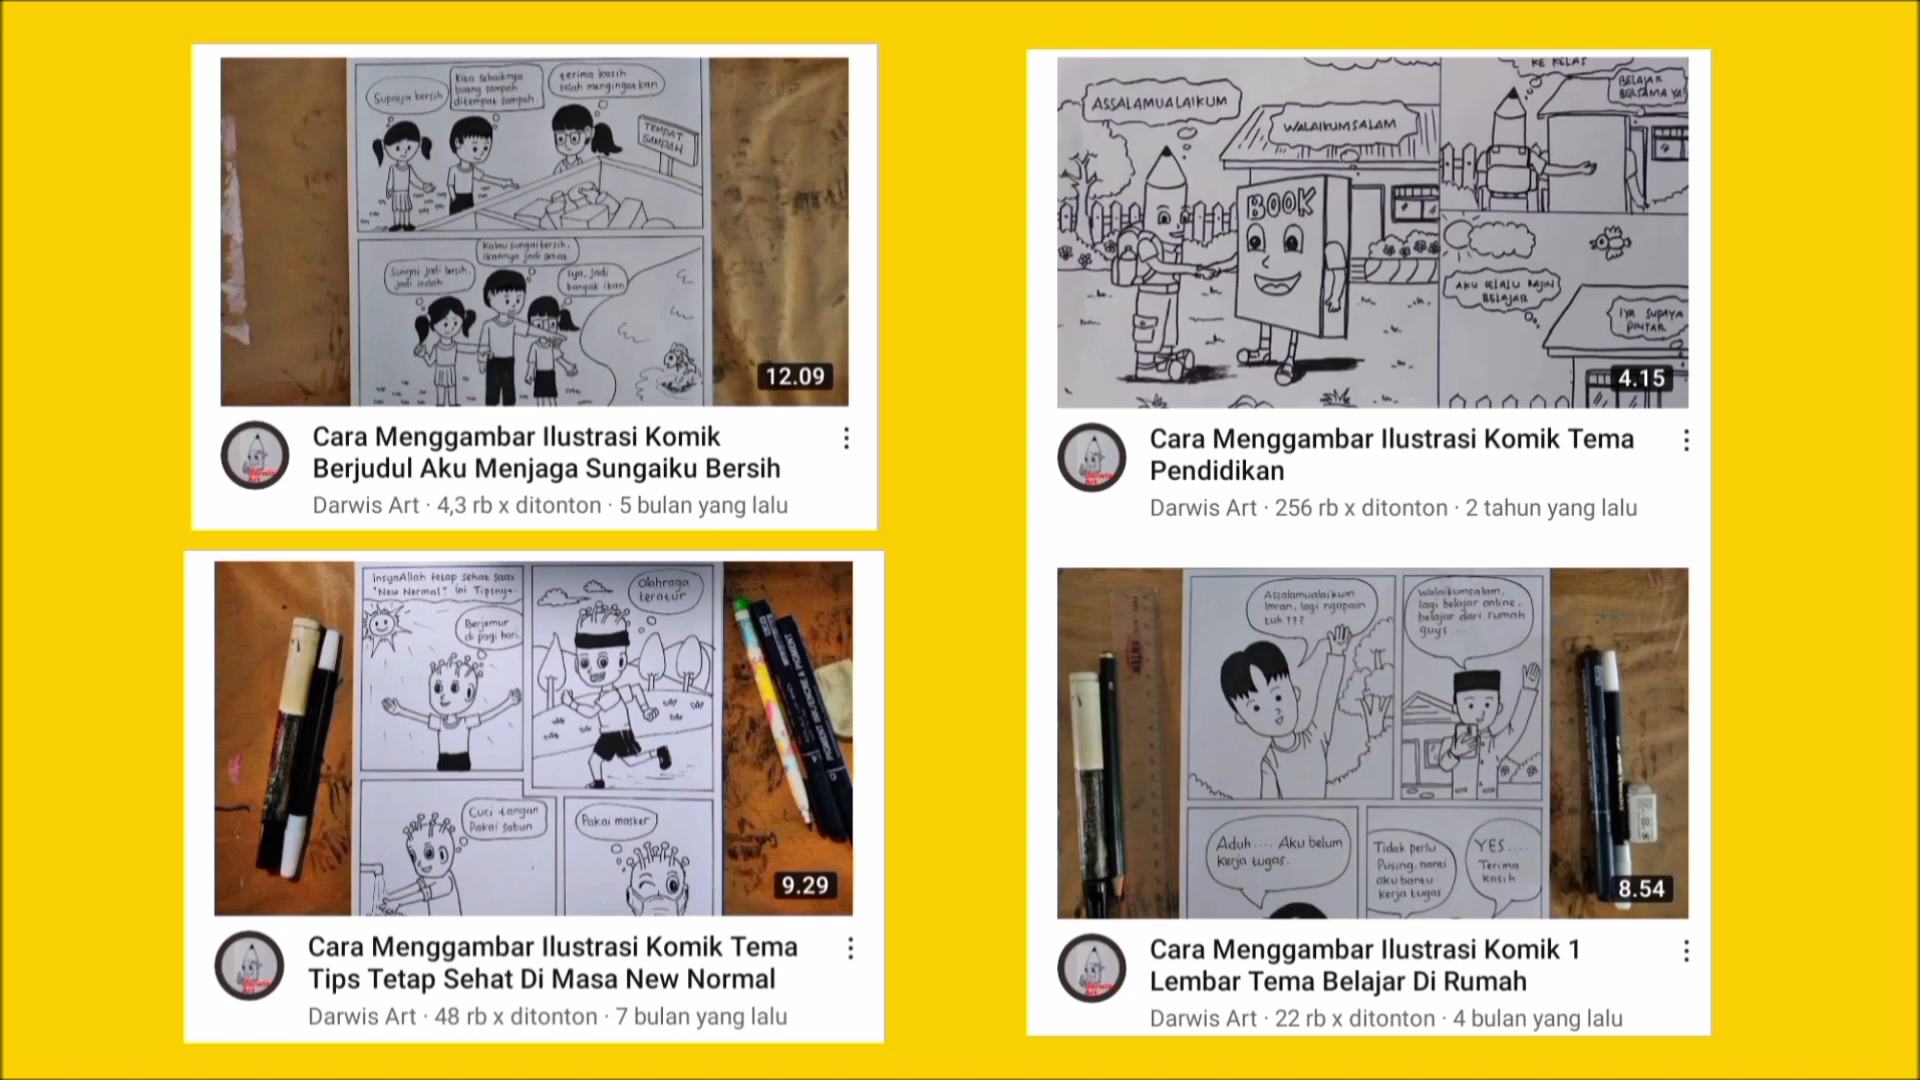 Supaya bersih
Kita sebaiknya
buang sampah
ditempat sampah.
terima kasih
telah mengingatkan
TEMPAT
SAMPAH
Sungai jadi bersih,
jadi indah
Kalau sungai bersih,
ikannya jadi sehat
Iya, jadi
banyak ikan
12.09
Cara Menggambar Ilustrasi Komik
Berjudul Aku Menjaga Sungaiku Bersih
Darwis Art · 4,3 rb x ditonton · 5 bulan yang lalu
ASSALAMUALAIKUM
WALAIKUMSALAM
BOOK
KE KELAS
BELAJAR
BERSAMA YA!
AKU SELALU RAJIN
BELAJAR
IYA SUPAYA
PINTAR
4.15
Cara Menggambar Ilustrasi Komik Tema
Pendidikan
Darwis Art · 256 rb x ditonton · 2 tahun yang lalu
InsyaAllah tetap sehat saat
"New Normal" ini Tipsnya
Berjemur
di pagi hari
Olahraga
teratur
Cuci tangan
Pakai sabun
Pakai masker
9.29
Cara Menggambar Ilustrasi Komik Tema
Tips Tetap Sehat Di Masa New Normal
Darwis Art · 48 rb x ditonton · 7 bulan yang lalu
Assalamualaikum
Imran, lagi ngapain
tuh ???
Walaikumsalam,
lagi belajar online.
belajar dari rumah
guys ....
Aduh .... Aku belum
kerja tugas.
Tidak perlu
Pusing. nanti
aku bantu
kerja tugas
YES ....
Terima
kasih
8.54
Cara Menggambar Ilustrasi Komik 1
Lembar Tema Belajar Di Rumah
Darwis Art · 22 rb x ditonton · 4 bulan yang lalu